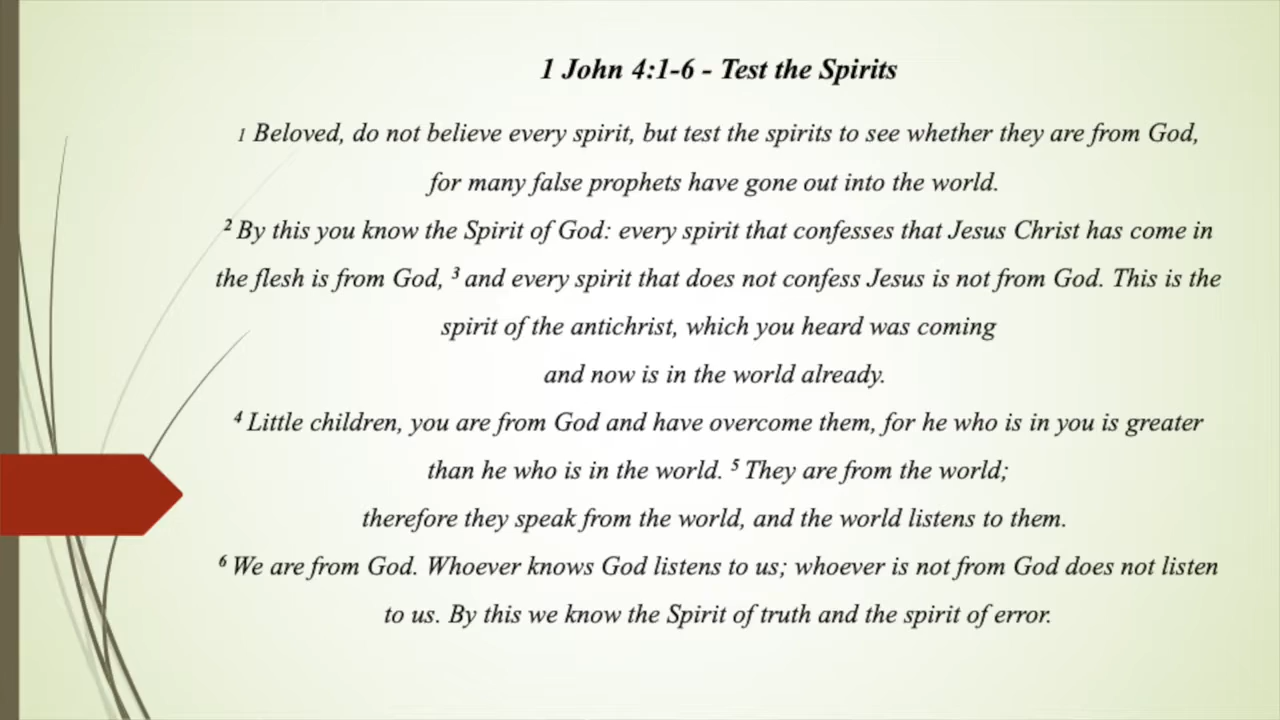 1 John 4:1-6 - Test the Spirits
1 Beloved, do not believe every spirit, but test the spirits to see whether they are from God,
for many false prophets have gone out into the world.
2 By this you know the Spirit of God: every spirit that confesses that Jesus Christ has come in
the flesh is from God, 3 and every spirit that does not confess Jesus is not from God. This is the
spirit of the antichrist, which you heard was coming
and now is in the world already.
4 Little children, you are from God and have overcome them, for he who is in you is greater
than he who is in the world. 5 They are from the world;
therefore they speak from the world, and the world listens to them.
6 We are from God. Whoever knows God listens to us; whoever is not from God does not listen
to us. By this we know the Spirit of truth and the spirit of error.